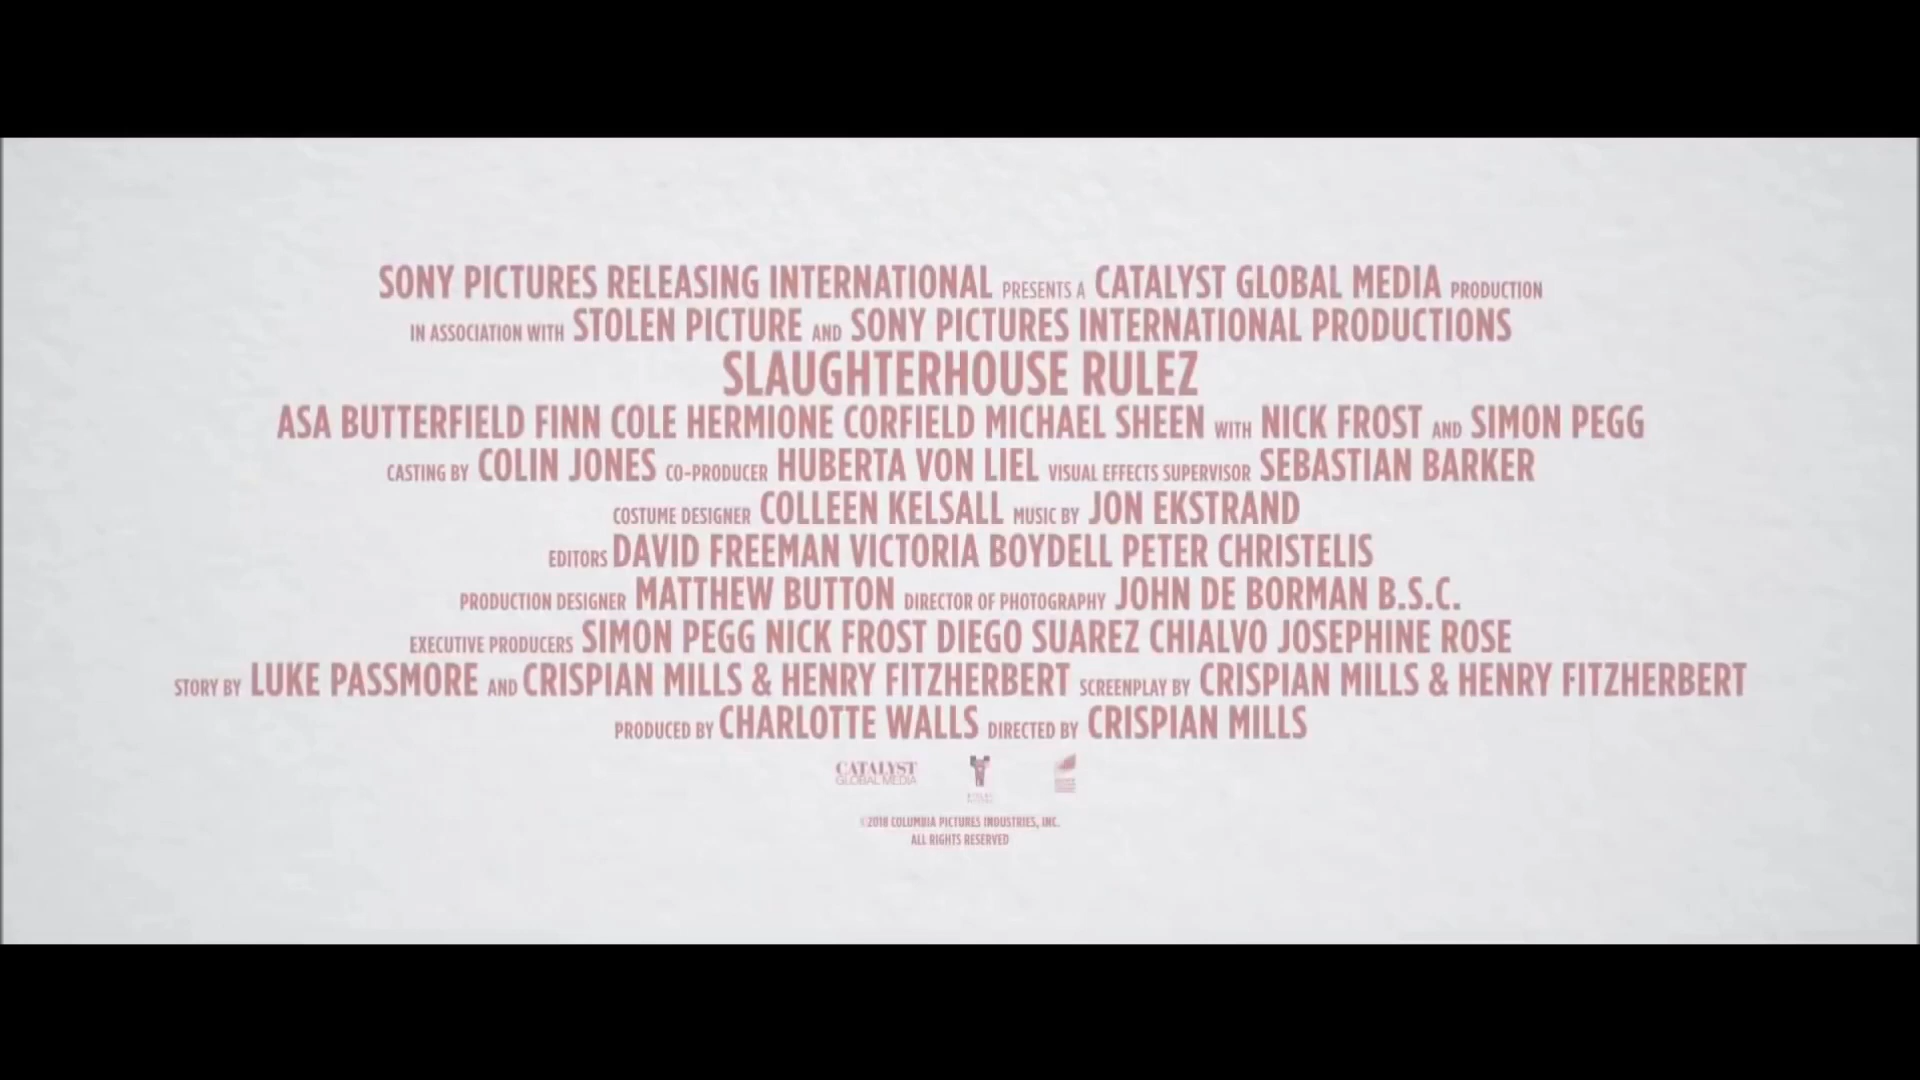 SONY PICTURES RELEASING INTERNATIONAL PRESENTS A CATALYST GLOBAL MEDIA PRODUCTION
IN ASSOCIATION WITH STOLEN PICTURE AND SONY PICTURES INTERNATIONAL PRODUCTIONS
SLAUGHTERHOUSE RULEZ
ASA BUTTERFIELD FINN COLE HERMIONE CORFIELD MICHAEL SHEEN WITH NICK FROST AND SIMON PEGG
CASTING BY COLIN JONES CO-PRODUCER HUBERTA VON LIEL VISUAL EFFECTS SUPERVISOR SEBASTIAN BARKER
COSTUME DESIGNER COLLEEN KELSALL MUSIC BY JON EKSTRAND
EDITORS DAVID FREEMAN VICTORIA BOYDELL PETER CHRISTELIS
PRODUCTION DESIGNER MATTHEW BUTTON DIRECTOR OF PHOTOGRAPHY JOHN DE BORMAN B.S.C.
EXECUTIVE PRODUCERS SIMON PEGG NICK FROST DIEGO SUAREZ CHIALVO JOSEPHINE ROSE
STORY BY LUKE PASSMORE AND CRISPIAN MILLS & HENRY FITZHERBERT SCREENPLAY BY CRISPIAN MILLS & HENRY FITZHERBERT
PRODUCED BY CHARLOTTE WALLS DIRECTED BY CRISPIAN MILLS
CATALYST
GLOBAL MEDIA
©2018 COLUMBIA PICTURES INDUSTRIES, INC.
ALL RIGHTS RESERVED